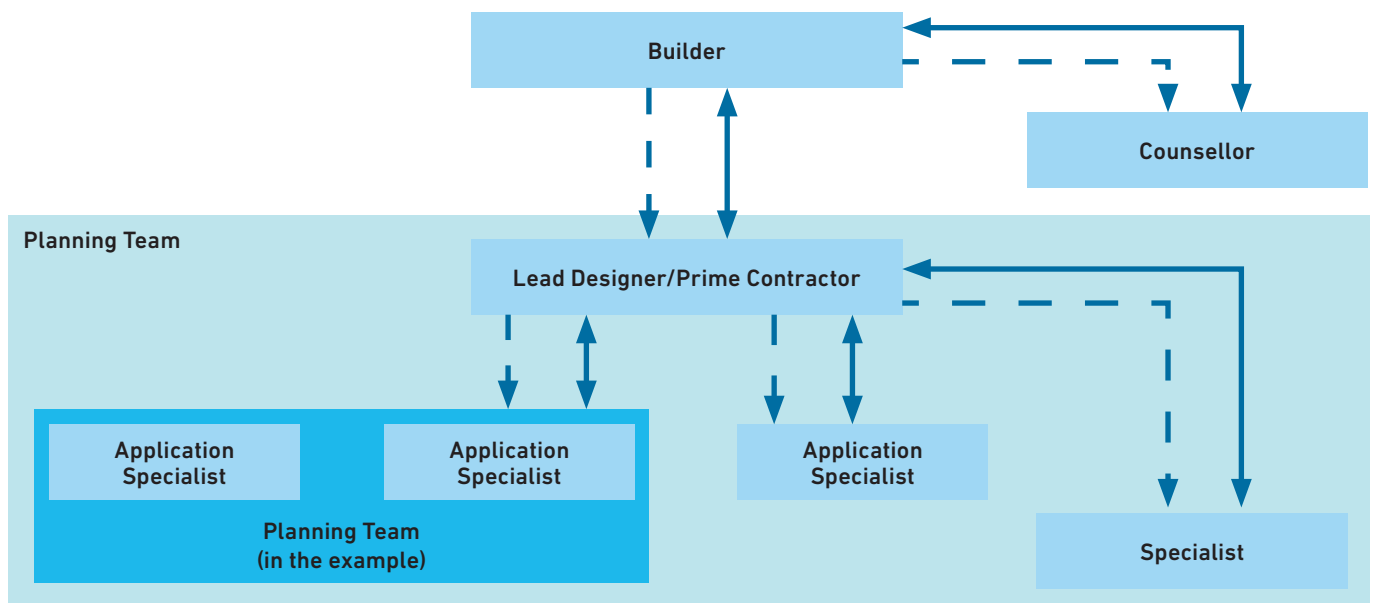 Builder
Counsellor
Planning Team
Lead Designer/Prime Contractor
Application
Specialist
Application
Specialist
Application
Specialist
Planning Team
(in the example)
Specialist